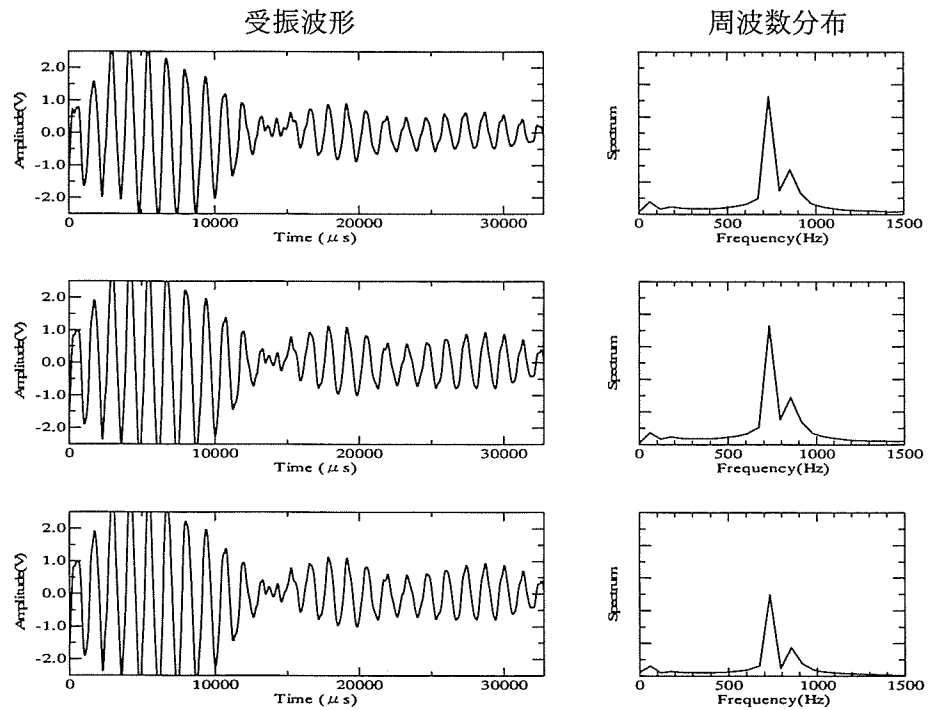 受振波形
周波数分布
Amplitude(V)
2.0
1.0
0.0
-1.0
-2.0
0
10000
20000
30000
Time (μs)
Spectrum
0
500
1000
1500
Frequency(Hz)
Amplitude(V)
2.0
1.0
0.0
-1.0
-2.0
0
10000
20000
30000
Time (μs)
Spectrum
0
500
1000
1500
Frequency(Hz)
Amplitude(V)
2.0
1.0
0.0
-1.0
-2.0
0
10000
20000
30000
Time (μs)
Spectrum
0
500
1000
1500
Frequency(Hz)